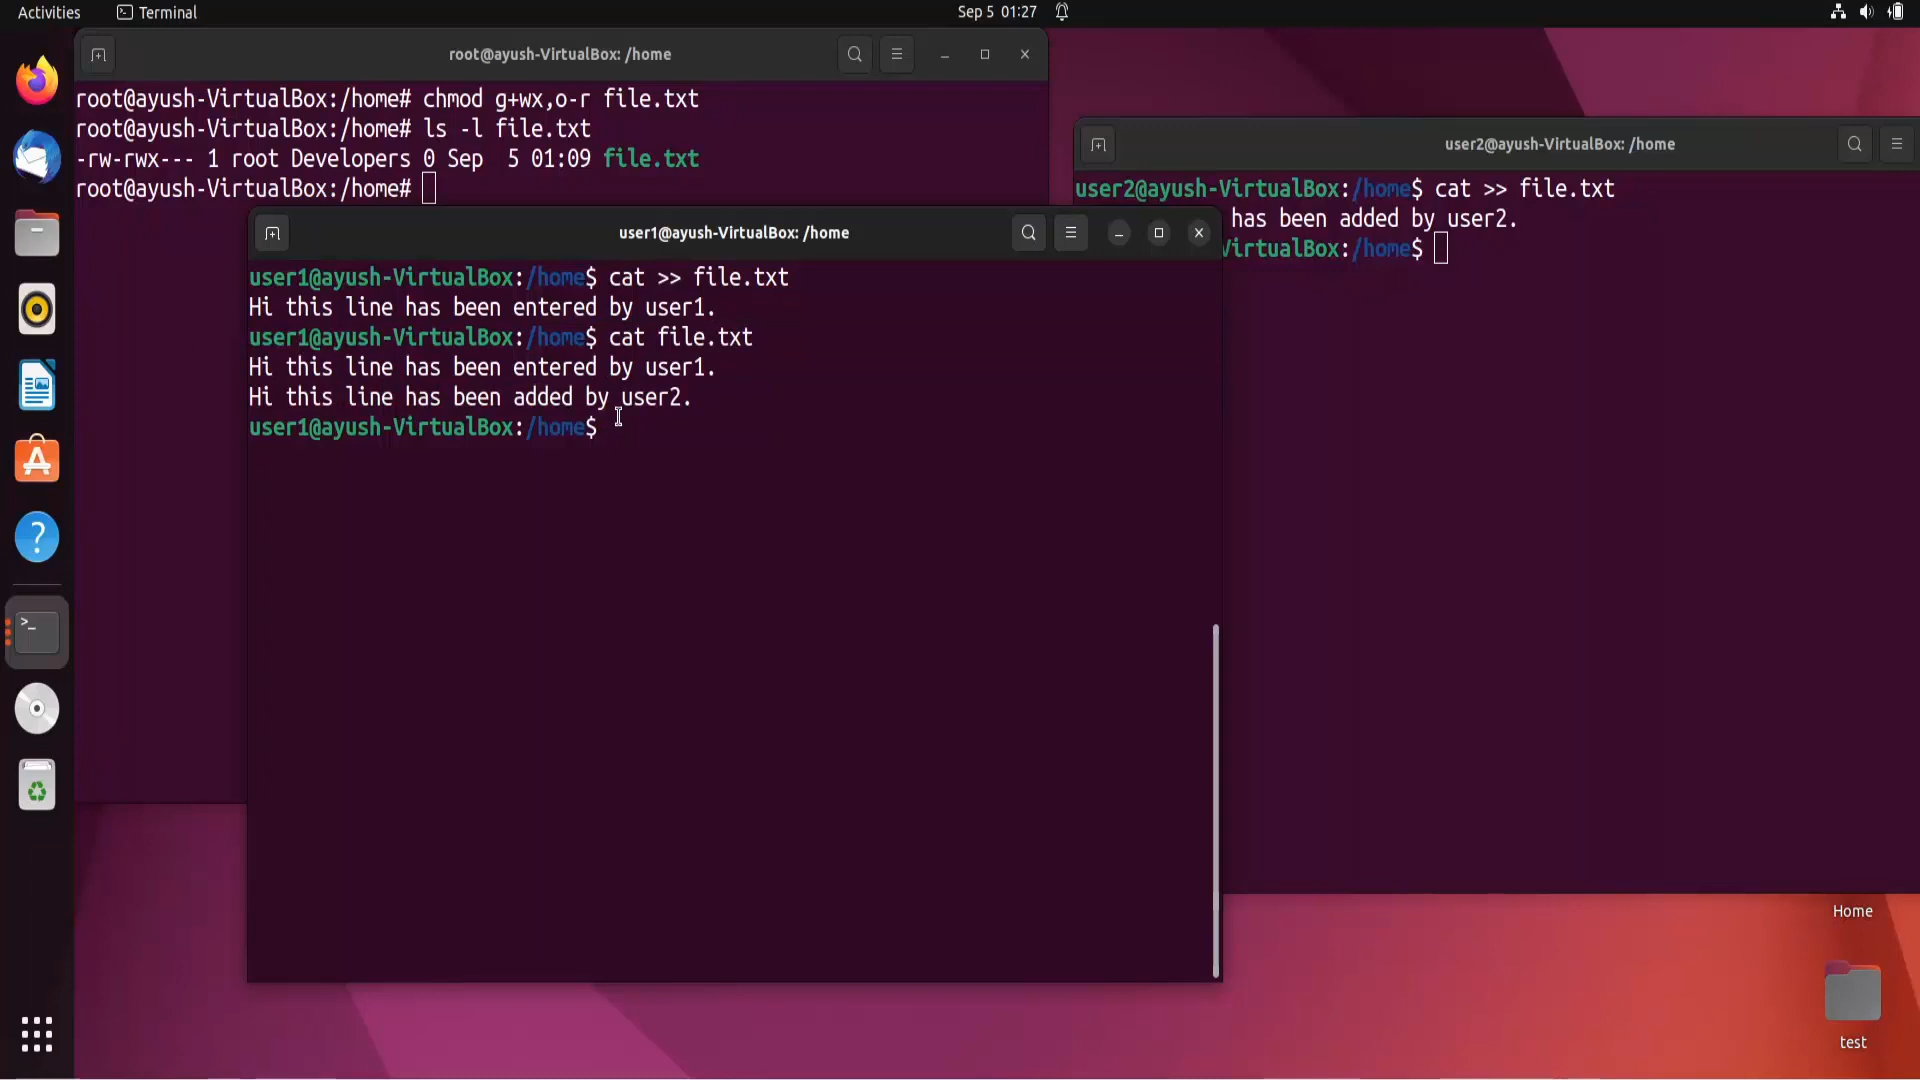 Activities
Terminal
Sep 5 01:27
root@ayush-VirtualBox: /home
root@ayush-VirtualBox:/home# chmod g+wx,o-r file.txt
root@ayush-VirtualBox:/home# ls -l file.txt
-rw-rwx--- 1 root Developers 0 Sep  5 01:09 file.txt
root@ayush-VirtualBox:/home#
user2@ayush-VirtualBox: /home
user2@ayush-VirtualBox:/home$ cat >> file.txt
has been added by user2.
VirtualBox:/home$
user1@ayush-VirtualBox: /home
user1@ayush-VirtualBox:/home$ cat >> file.txt
Hi this line has been entered by user1.
user1@ayush-VirtualBox:/home$ cat file.txt
Hi this line has been entered by user1.
Hi this line has been added by user2.
user1@ayush-VirtualBox:/home$
Home
test